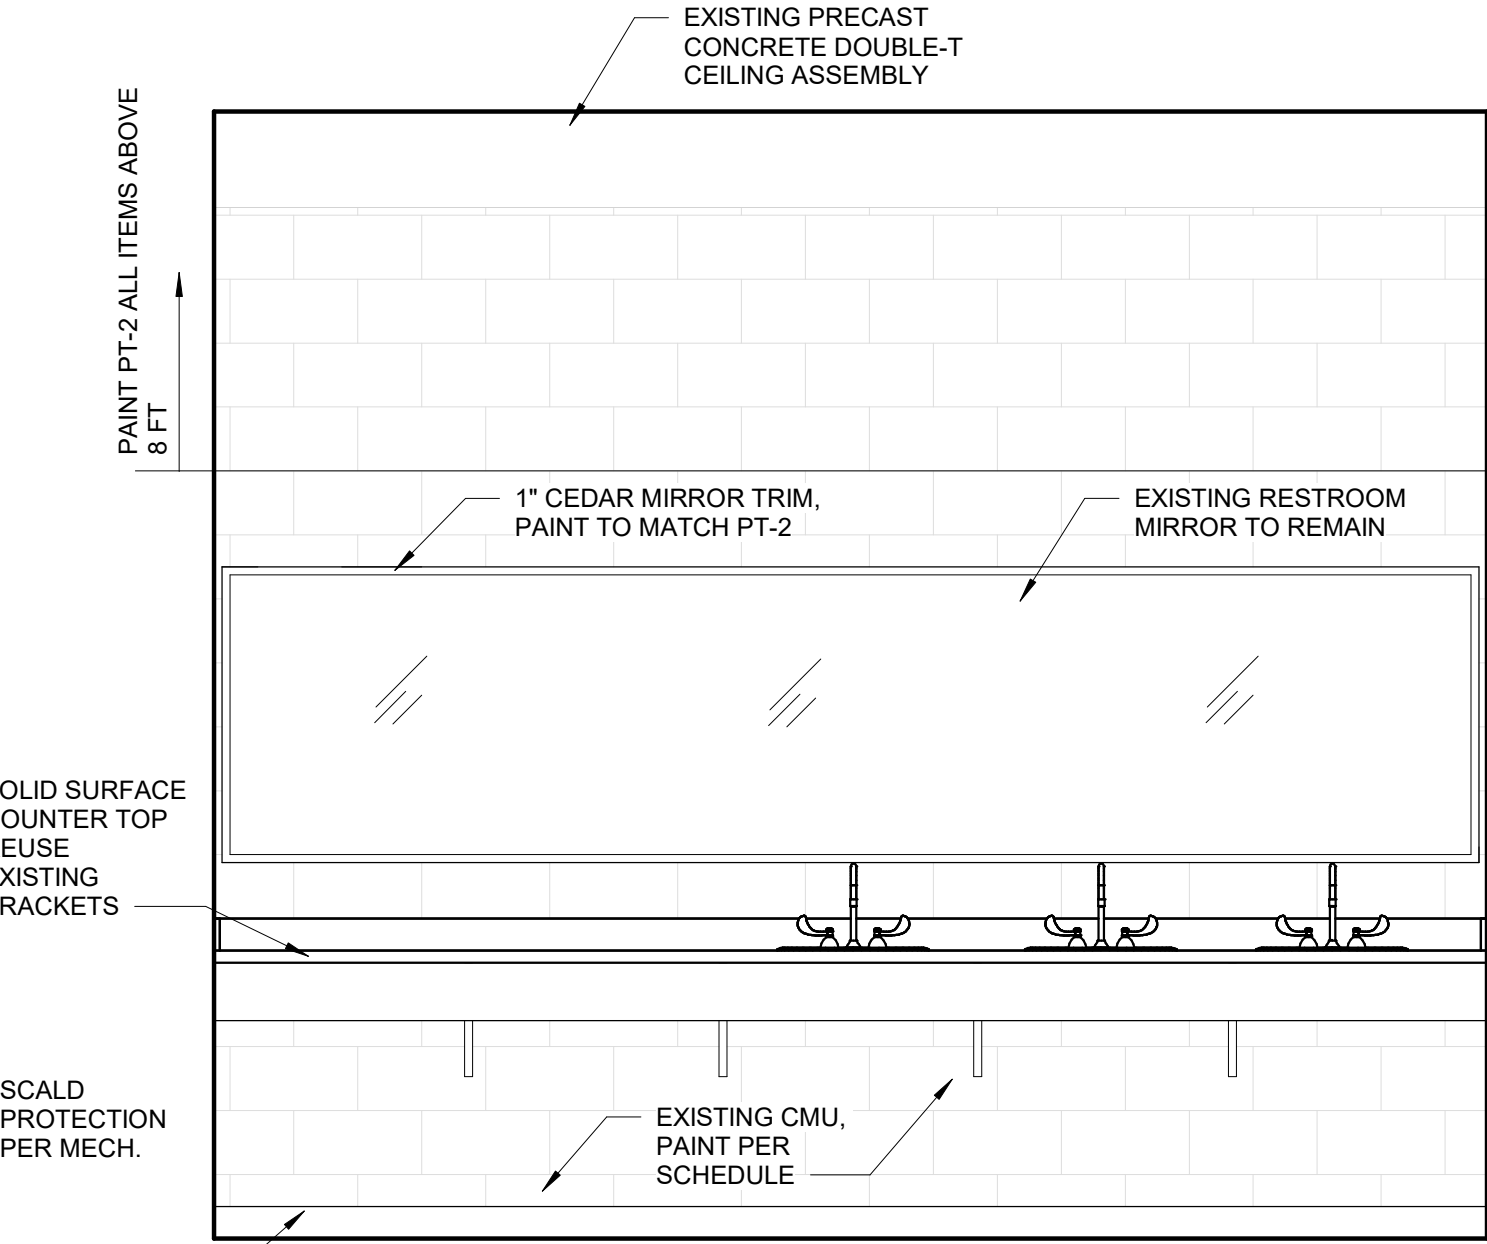 EXISTING PRECAST
CONCRETE DOUBLE-T
CEILING ASSEMBLY
PAINT PT-2 ALL ITEMS ABOVE
8 FT
1" CEDAR MIRROR TRIM,
PAINT TO MATCH PT-2
EXISTING RESTROOM
MIRROR TO REMAIN
OLID SURFACE
OUNTER TOP
EUSE
XISTING
RACKETS
SCALD
PROTECTION
PER MECH.
EXISTING CMU,
PAINT PER
SCHEDULE